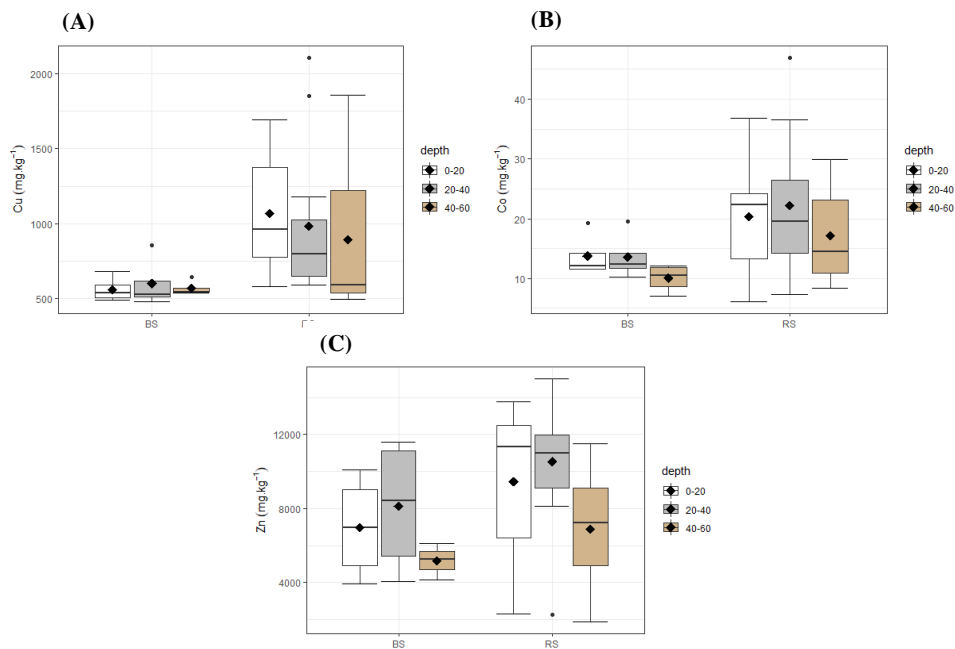 (A)
2000
1500
1000
500
Cu (mg.kg⁻¹)
BS
depth
0-20
20-40
40-60
(B)
40
30
20
10
Co (mg.kg⁻¹)
BS
RS
depth
0-20
20-40
40-60
(C)
12000
8000
4000
Zn (mg.kg⁻¹)
BS
RS
depth
0-20
20-40
40-60